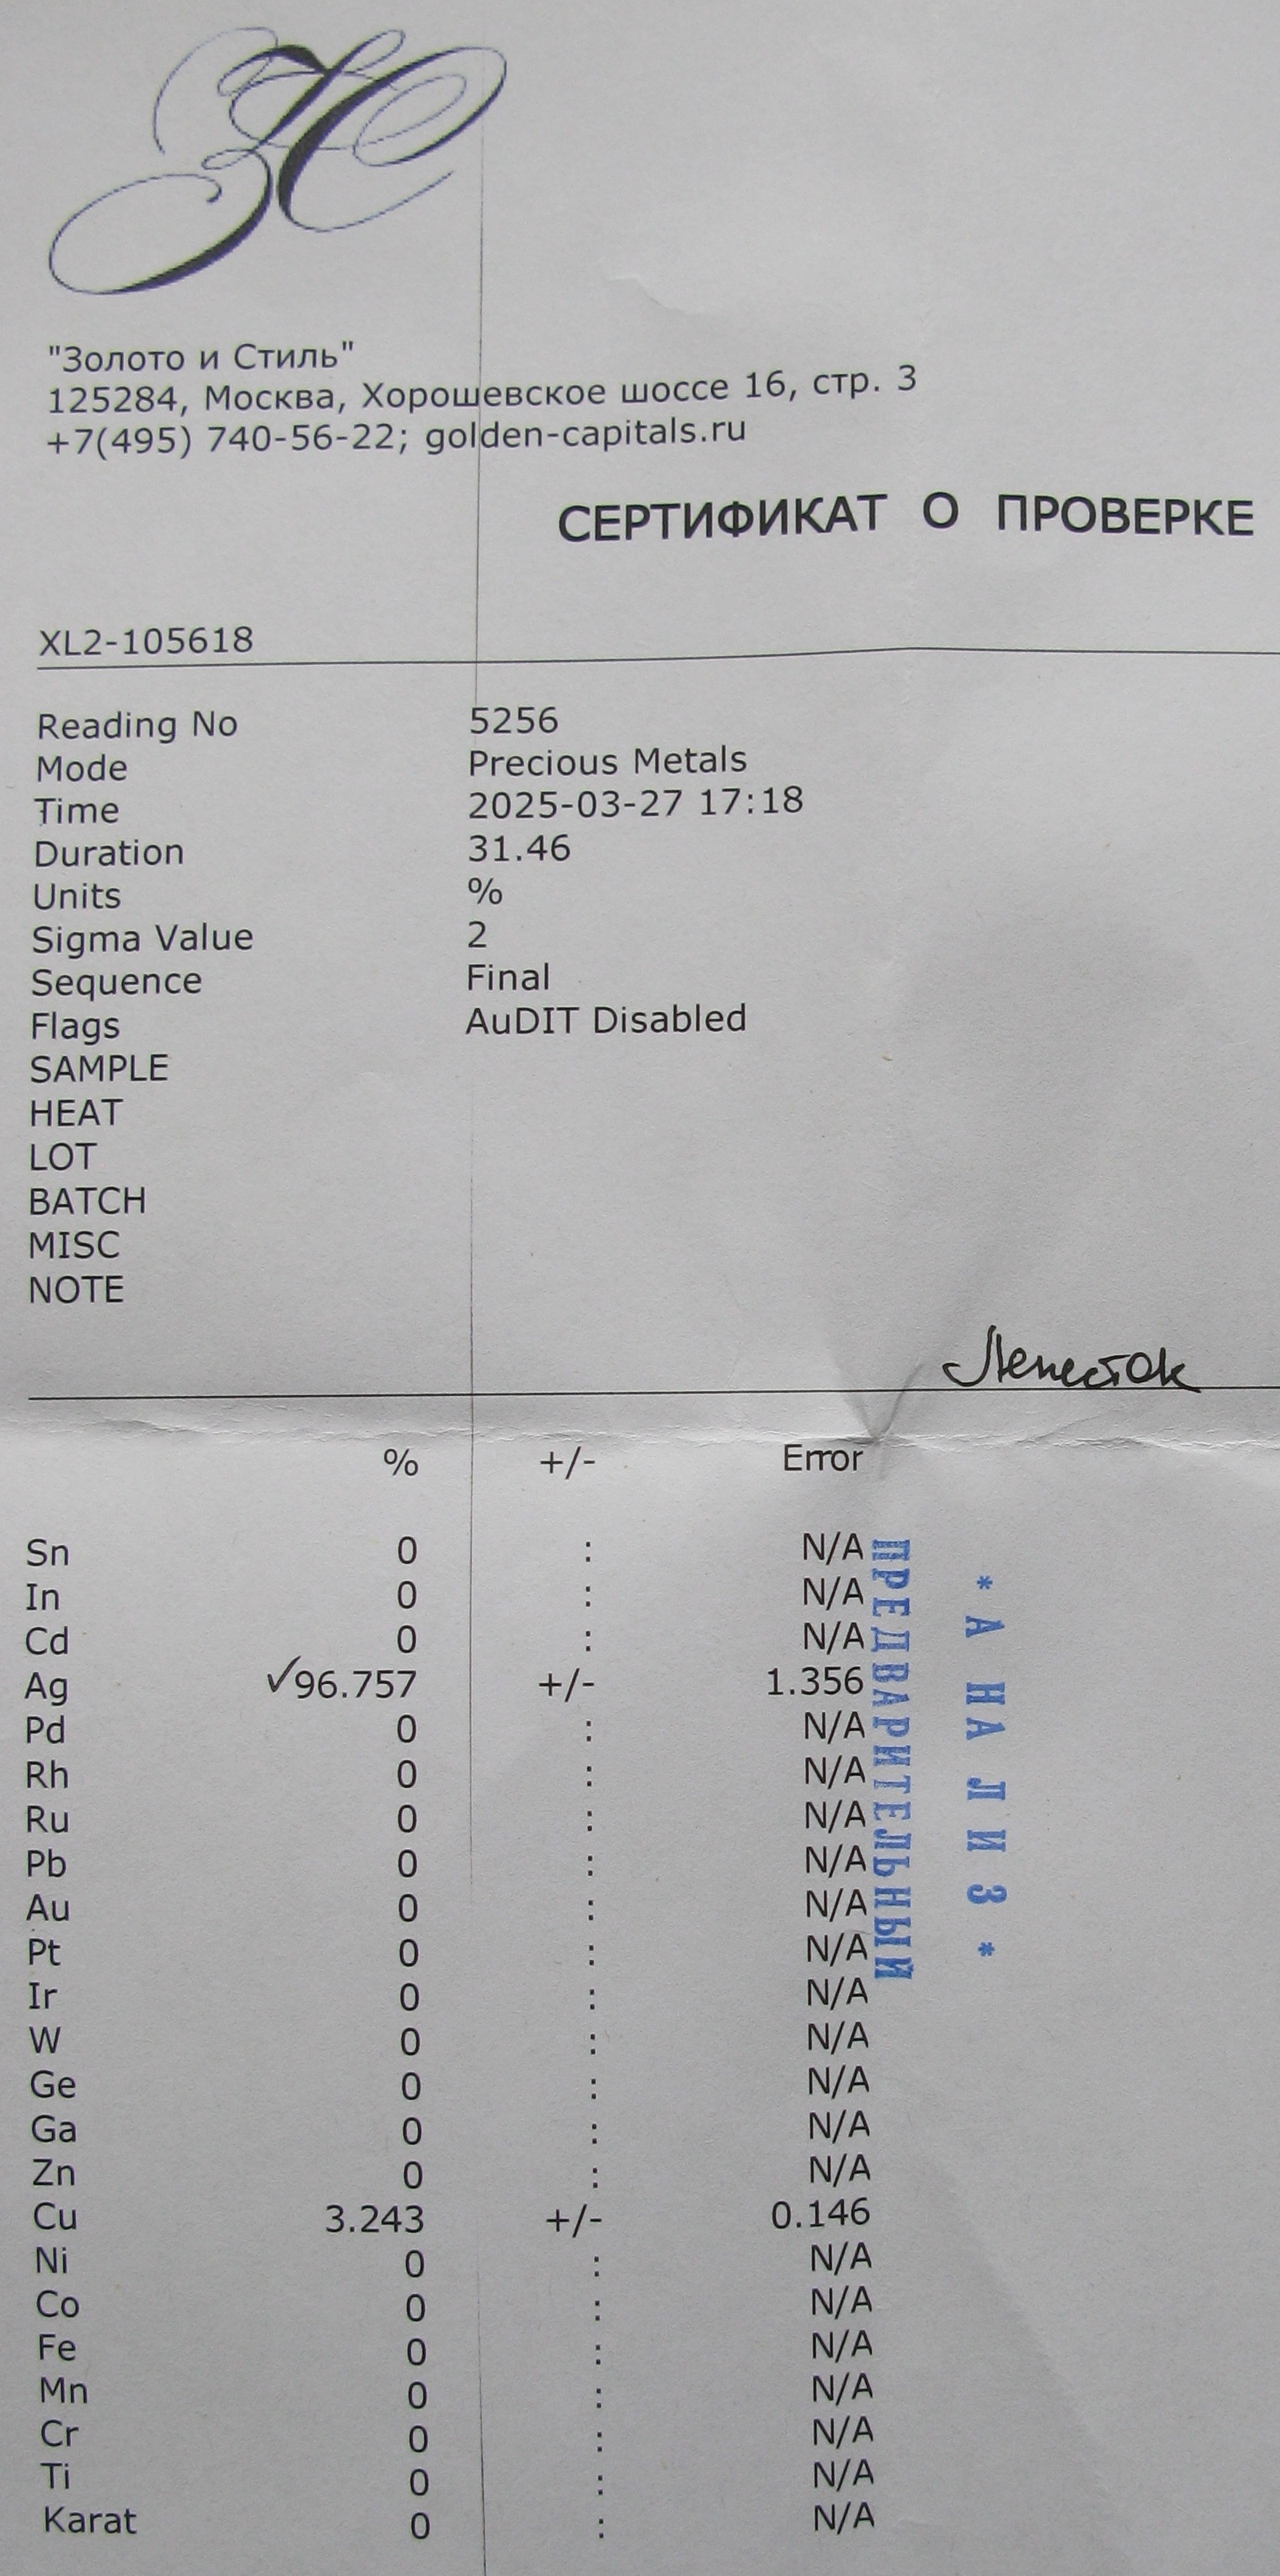 ЗС
"Золото и Стиль"
125284, Москва, Хорошевское шоссе 16, стр. 3
+7(495) 740-56-22; golden-capitals.ru
СЕРТИФИКАТ О ПРОВЕРКЕ
XL2-105618
Reading No 5256
Mode Precious Metals
Time 2025-03-27 17:18
Duration 31.46
Units %
Sigma Value 2
Sequence Final
Flags AuDIT Disabled
SAMPLE
HEAT
LOT
BATCH
MISC
NOTE
Лепесток
% +/- Error
Sn 0 : N/A
In 0 : N/A
Cd 0 : N/A
Ag ✓96.757 +/- 1.356
Pd 0 : N/A
Rh 0 : N/A
Ru 0 : N/A
Pb 0 : N/A
Au 0 : N/A
Pt 0 : N/A
Ir 0 : N/A
W 0 : N/A
Ge 0 : N/A
Ga 0 : N/A
Zn 0 : N/A
Cu 3.243 +/- 0.146
Ni 0 : N/A
Co 0 : N/A
Fe 0 : N/A
Mn 0 : N/A
Cr 0 : N/A
Ti 0 : N/A
Karat 0 : N/A
ПРЕДВАРИТЕЛЬНЫЙ
* А Н А Л И З *